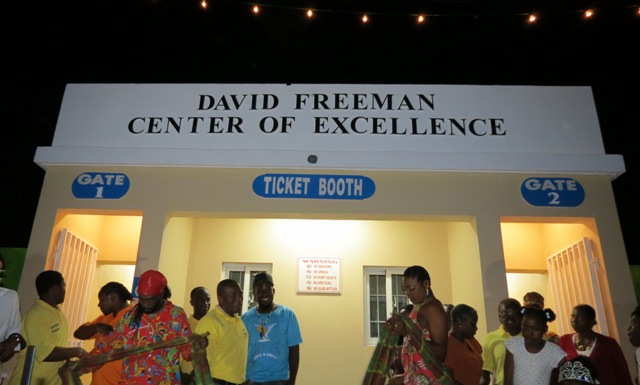 DAVID FREEMAN
CENTER OF EXCELLENCE
GATE
1
TICKET BOOTH
GATE
2
WARNING